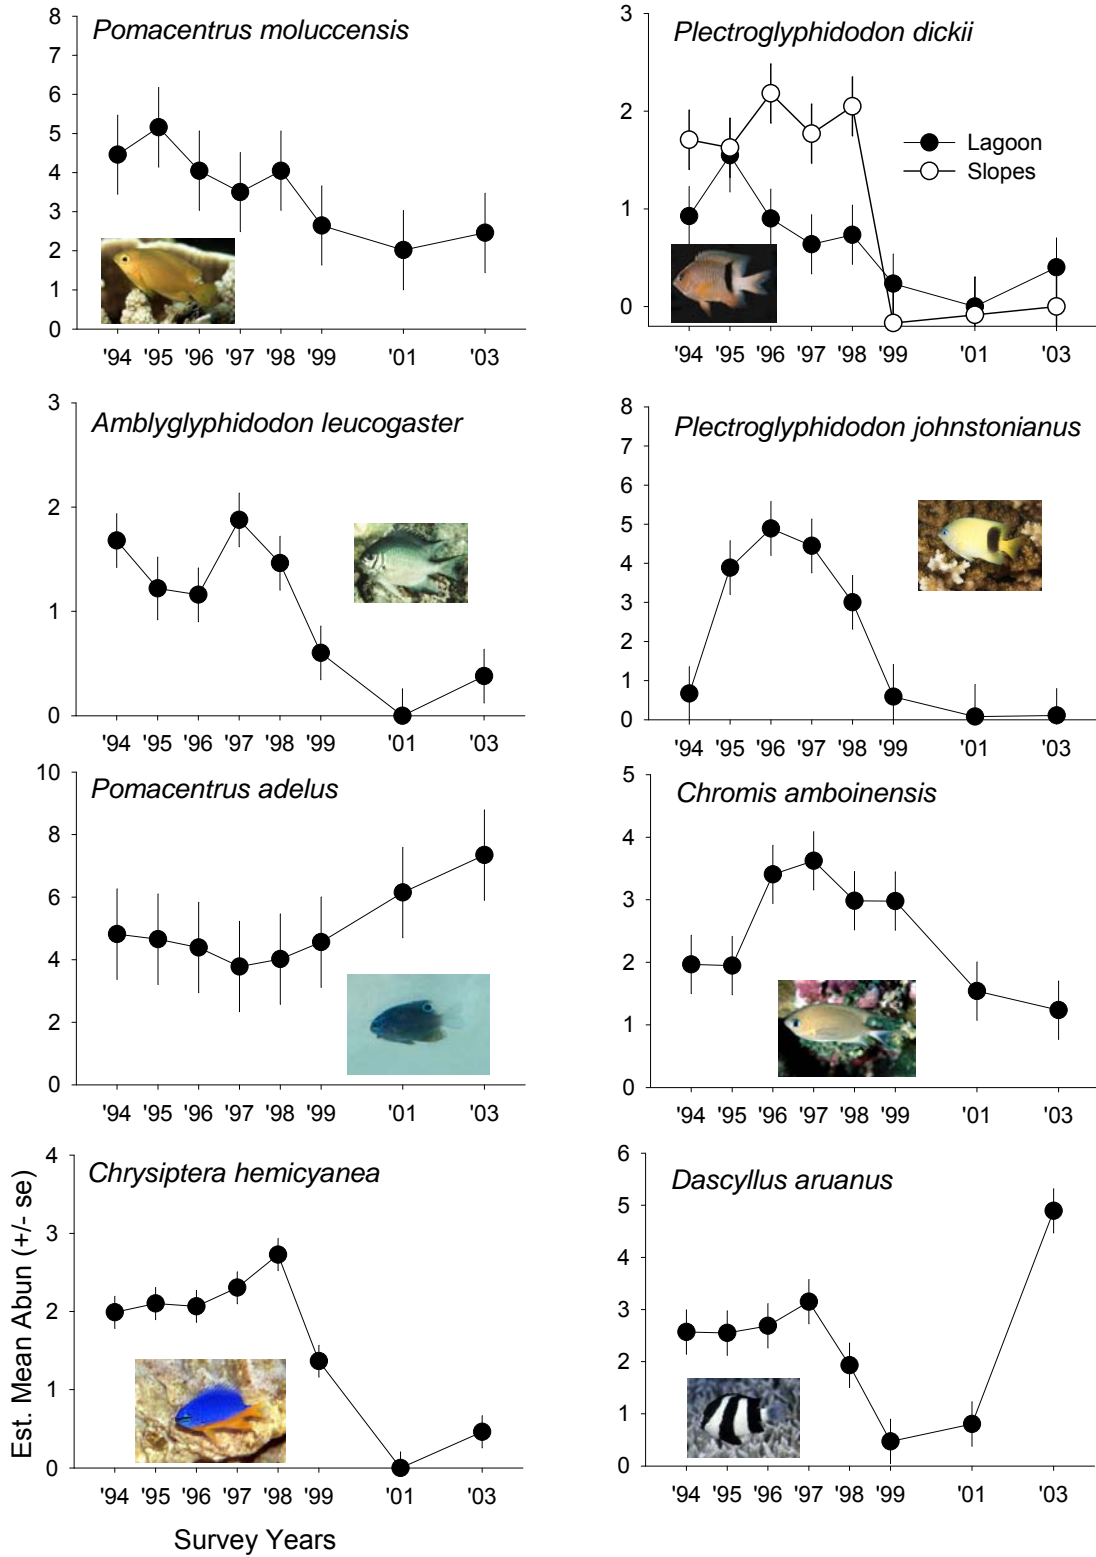 Pomacentrus moluccensis
8
7
6
5
4
3
2
1
0
'94 '95 '96 '97 '98 '99 '01 '03
Plectroglyphidodon dickii
3
2
1
0
Lagoon
Slopes
'94 '95 '96 '97 '98 '99 '01 '03
Amblyglyphidodon leucogaster
3
2
1
0
'94 '95 '96 '97 '98 '99 '01 '03
Plectroglyphidodon johnstonianus
8
7
6
5
4
3
2
1
0
'94 '95 '96 '97 '98 '99 '01 '03
Pomacentrus adelus
10
8
6
4
2
0
'94 '95 '96 '97 '98 '99 '01 '03
Chromis amboinensis
5
4
3
2
1
0
'94 '95 '96 '97 '98 '99 '01 '03
Chrysiptera hemicyanea
4
3
2
1
0
Est. Mean Abun (+/- se)
'94 '95 '96 '97 '98 '99 '01 '03
Survey Years
Dascyllus aruanus
6
5
4
3
2
1
0
'94 '95 '96 '97 '98 '99 '01 '03